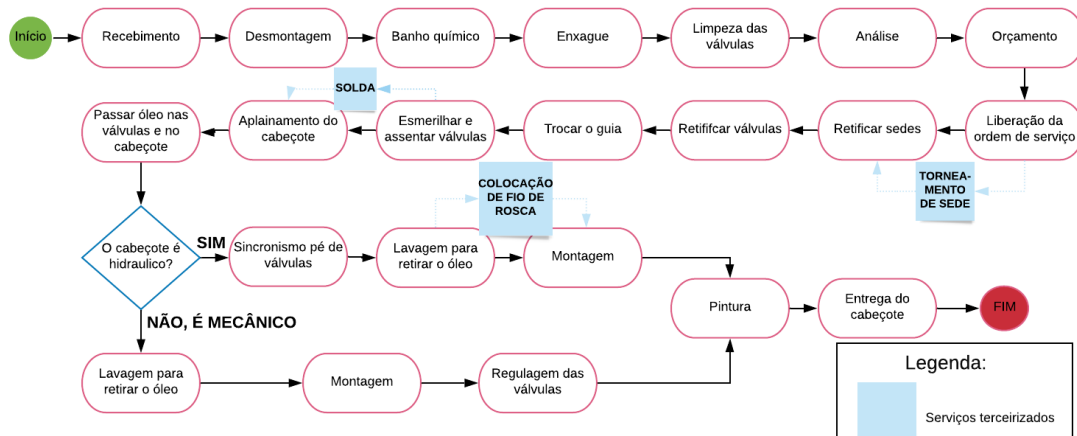 Início
Recebimento
Desmontagem
Banho químico
Enxague
Limpeza das
válvulas
Análise
Orçamento
SOLDA
Passar óleo nas
válvulas e no
cabeçote
Aplainamento do
cabeçote
Esmerilhar e
assentar válvulas
Trocar o guia
Retififcar válvulas
Retificar sedes
Liberação da
ordem de serviço
COLOCAÇÃO
DE FIO DE
ROSCA
TORNEA-
MENTO
DE SEDE
O cabeçote é
hidraulico?
SIM
Sincronismo pé de
válvulas
Lavagem para
retirar o óleo
Montagem
Pintura
Entrega do
cabeçote
FIM
NÃO, É MECÂNICO
Lavagem para
retirar o óleo
Montagem
Regulagem das
válvulas
Legenda:
Serviços terceirizados